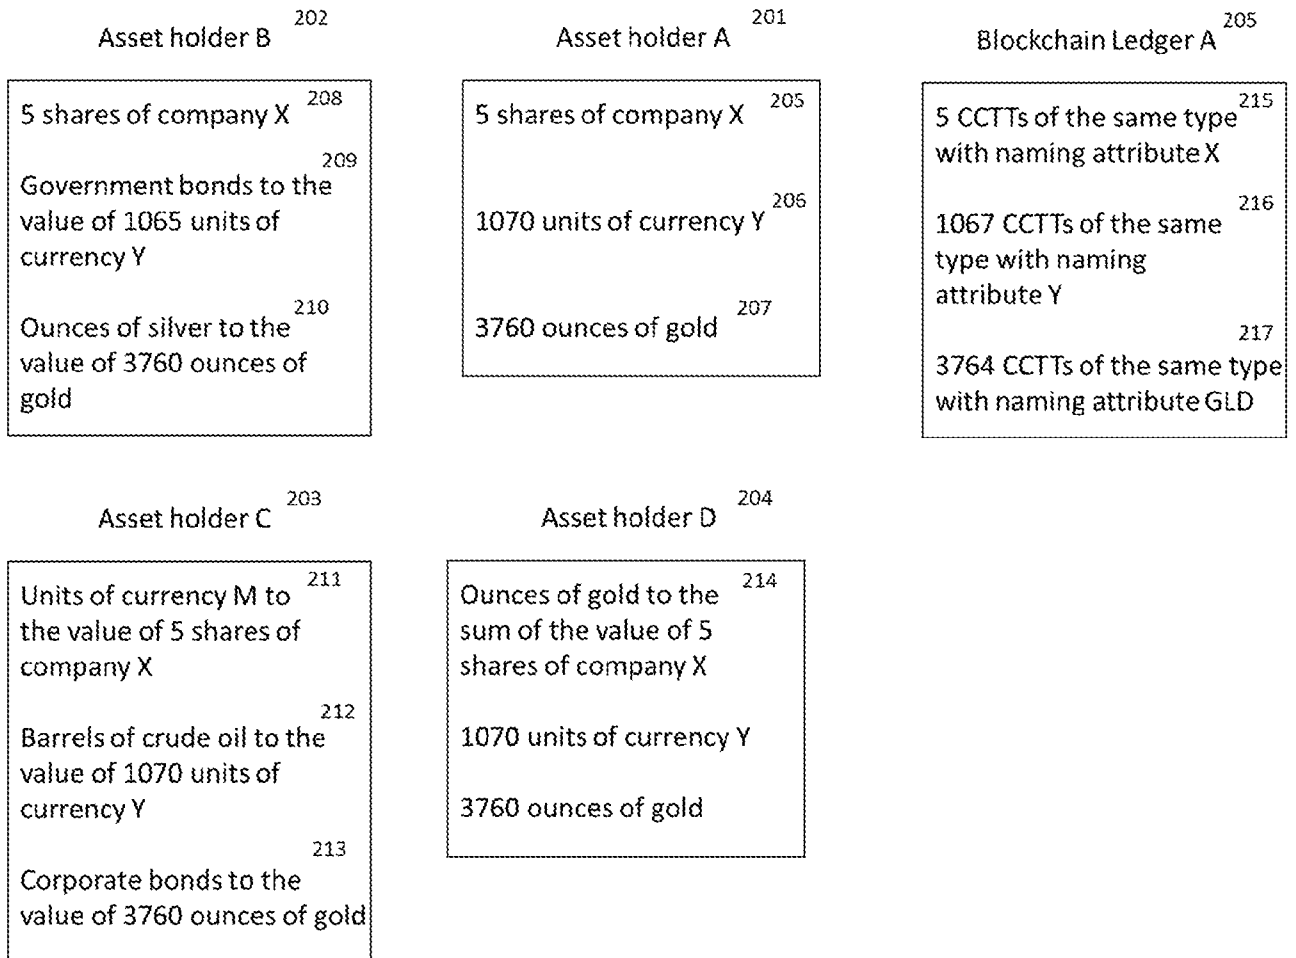 Asset holder B 202
5 shares of company X 208
209
Government bonds to the
value of 1065 units of
currency Y
210
Ounces of silver to the
value of 3760 ounces of
gold
Asset holder A 201
5 shares of company X 205
1070 units of currency Y 206
3760 ounces of gold 207
Blockchain Ledger A 205
5 CCTTs of the same type 215
with naming attribute X
216
1067 CCTTs of the same
type with naming
attribute Y
217
3764 CCTTs of the same type
with naming attribute GLD
Asset holder C 203
Units of currency M to 211
the value of 5 shares of
company X
212
Barrels of crude oil to the
value of 1070 units of
currency Y
213
Corporate bonds to the
value of 3760 ounces of gold
Asset holder D 204
Ounces of gold to the 214
sum of the value of 5
shares of company X
1070 units of currency Y
3760 ounces of gold